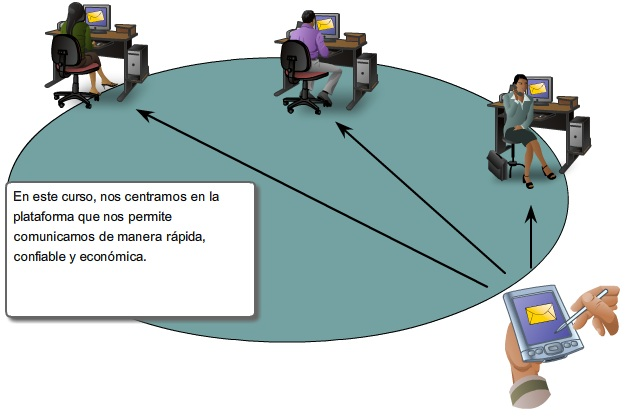 En este curso, nos centramos en la
plataforma que nos permite
comunicamos de manera rápida,
confiable y económica.